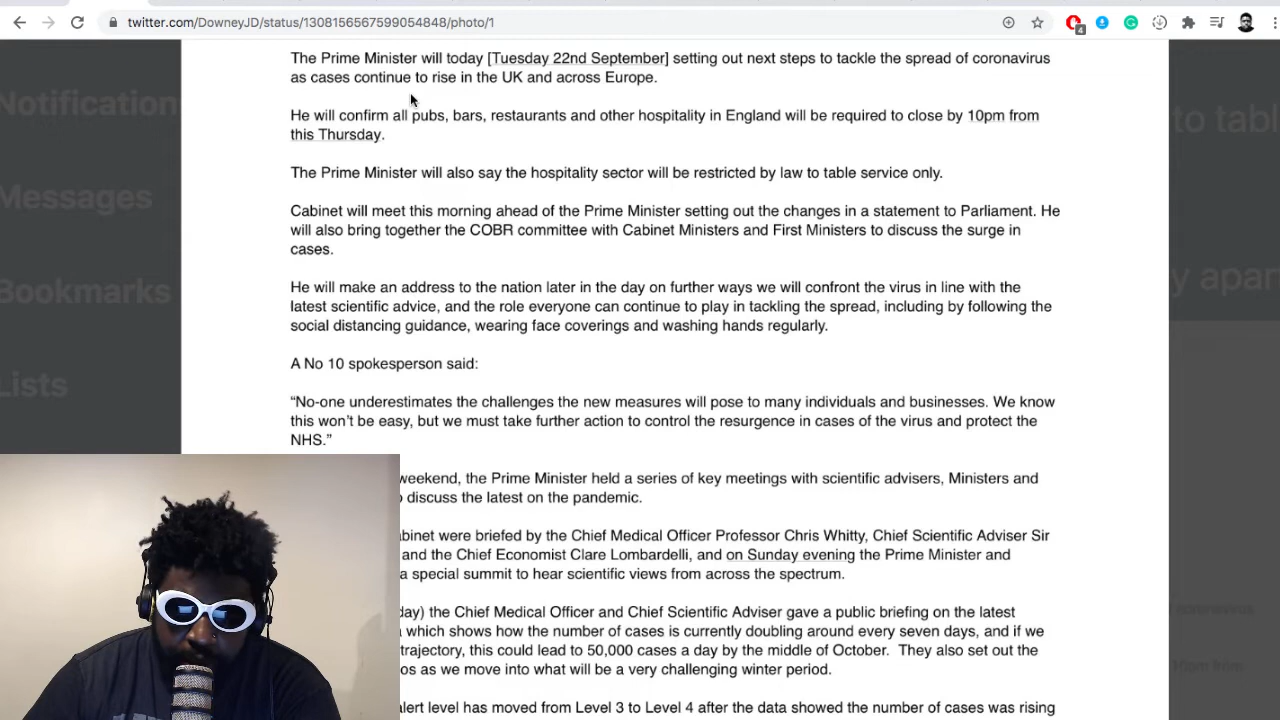 twitter.com/DowneyJD/status/1308156567599054848/photo/1
4
The Prime Minister will today [Tuesday 22nd September] setting out next steps to tackle the spread of coronavirus
as cases continue to rise in the UK and across Europe.
Notification
to tabl
He will confirm all pubs, bars, restaurants and other hospitality in England will be required to close by 10pm from
this Thursday.
The Prime Minister will also say the hospitality sector will be restricted by law to table service only.
Messages
Cabinet will meet this morning ahead of the Prime Minister setting out the changes in a statement to Parliament. He
will also bring together the COBR committee with Cabinet Ministers and First Ministers to discuss the surge in
cases.
y apar
Bookmarks
He will make an address to the nation later in the day on further ways we will confront the virus in line with the
latest scientific advice, and the role everyone can continue to play in tackling the spread, including by following the
social distancing guidance, wearing face coverings and washing hands regularly.
A No 10 spokesperson said:
Lists
“No-one underestimates the challenges the new measures will pose to many individuals and businesses. We know
this won’t be easy, but we must take further action to control the resurgence in cases of the virus and protect the
NHS.”
weekend, the Prime Minister held a series of key meetings with scientific advisers, Ministers and
discuss the latest on the pandemic.
abinet were briefed by the Chief Medical Officer Professor Chris Whitty, Chief Scientific Adviser Sir
and the Chief Economist Clare Lombardelli, and on Sunday evening the Prime Minister and
a special summit to hear scientific views from across the spectrum.
day) the Chief Medical Officer and Chief Scientific Adviser gave a public briefing on the latest
which shows how the number of cases is currently doubling around every seven days, and if we
trajectory, this could lead to 50,000 cases a day by the middle of October. They also set out the
os as we move into what will be a very challenging winter period.
alert level has moved from Level 3 to Level 4 after the data showed the number of cases was rising